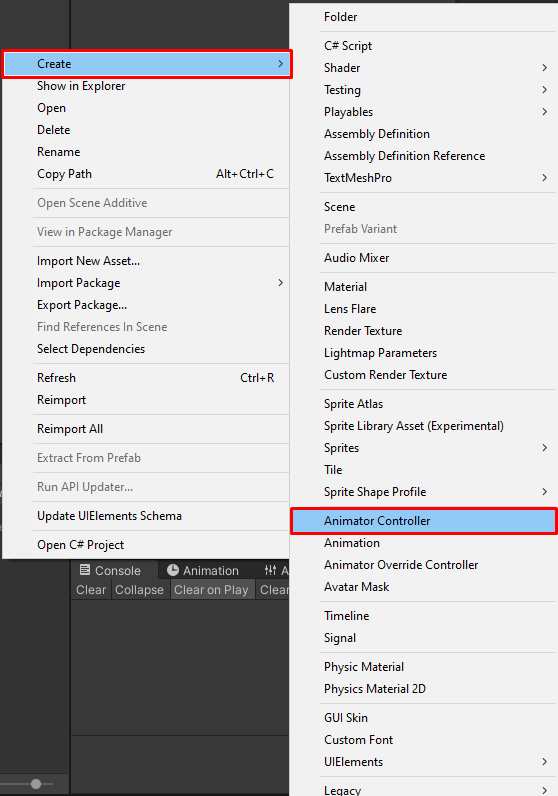 Create
Show in Explorer
Open
Delete
Rename
Copy Path Alt+Ctrl+C
Open Scene Additive
View in Package Manager
Import New Asset...
Import Package
Export Package...
Find References In Scene
Select Dependencies
Refresh Ctrl+R
Reimport
Reimport All
Extract From Prefab
Run API Updater...
Update UIElements Schema
Open C# Project
Folder
C# Script
Shader
Testing
Playables
Assembly Definition
Assembly Definition Reference
TextMeshPro
Scene
Prefab Variant
Audio Mixer
Material
Lens Flare
Render Texture
Lightmap Parameters
Custom Render Texture
Sprite Atlas
Sprite Library Asset (Experimental)
Sprites
Tile
Sprite Shape Profile
Animator Controller
Animation
Animator Override Controller
Avatar Mask
Timeline
Signal
Physic Material
Physics Material 2D
GUI Skin
Custom Font
UIElements
Legacy
Console Animation A
Clear Collapse Clear on Play Clear